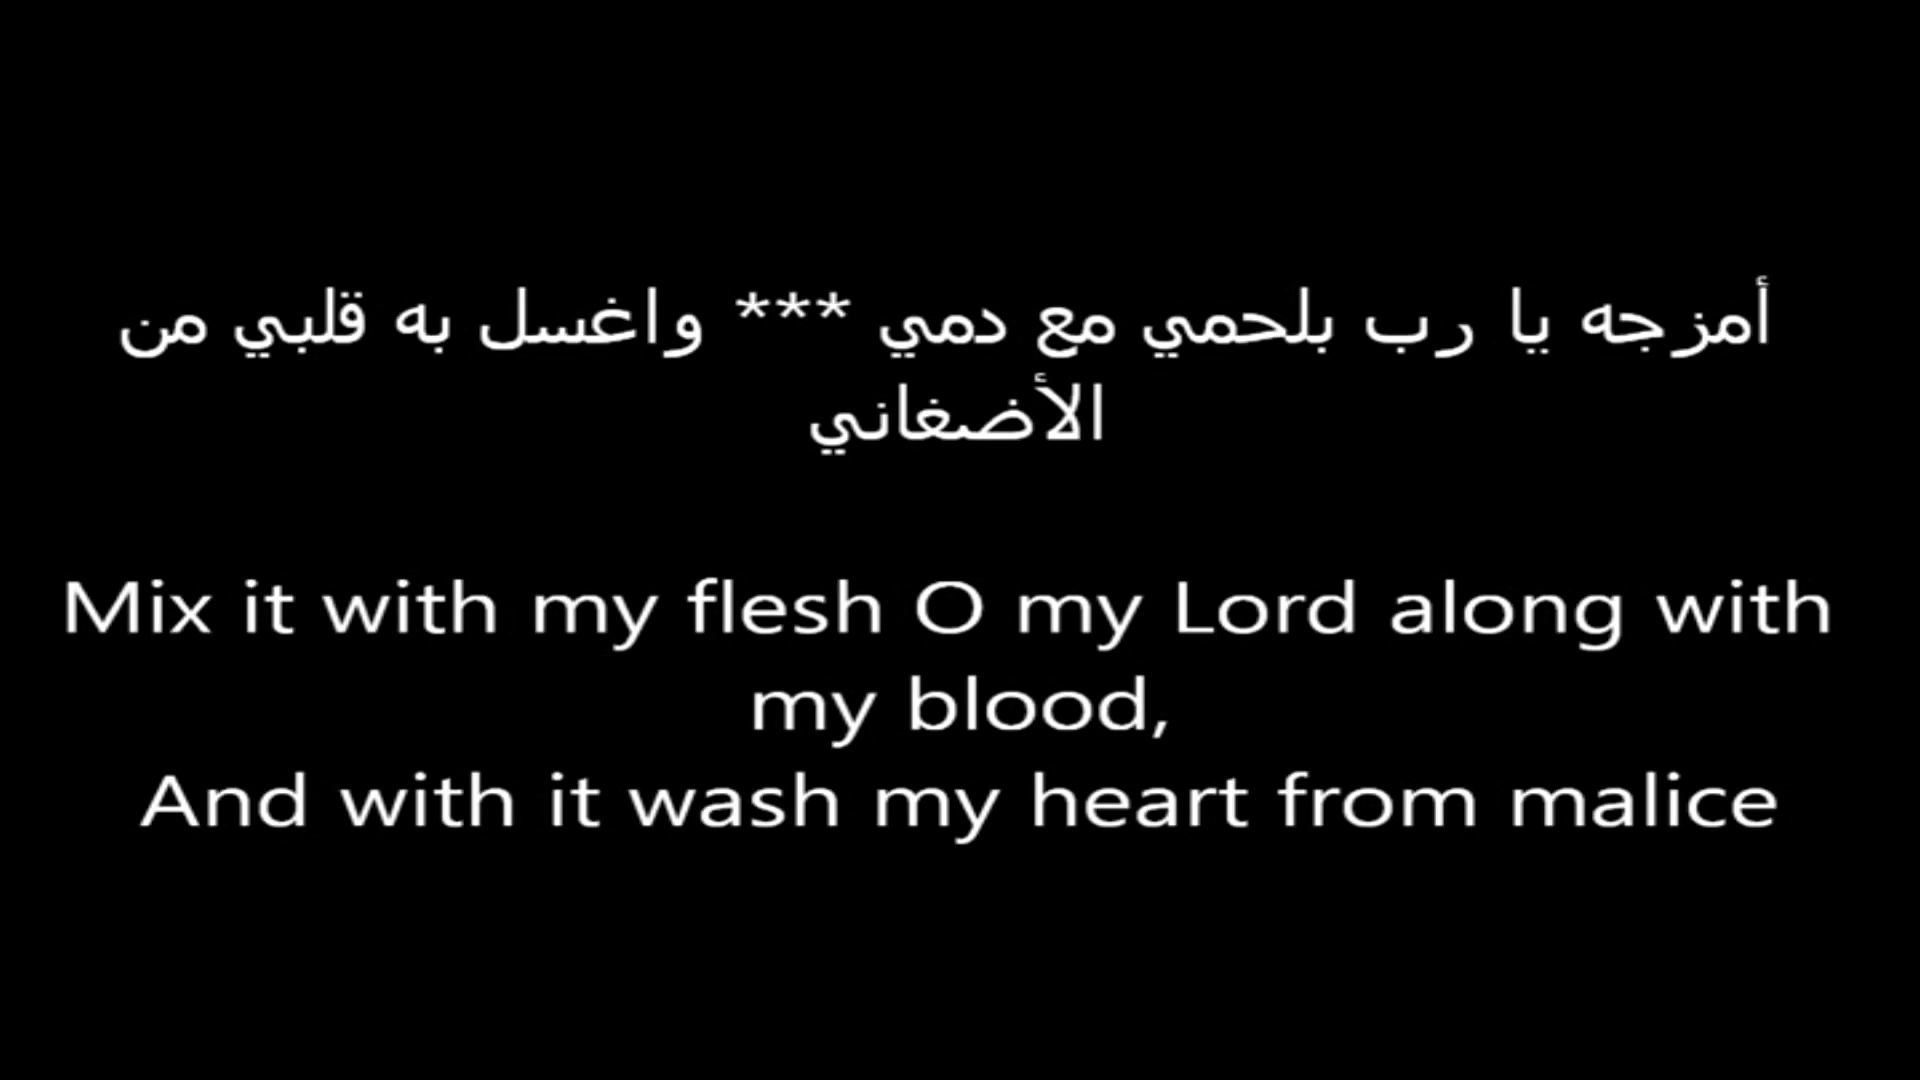 أمزجه يا رب بلحمي مع دمي *** واغسل به قلبي من
الأضغاني
Mix it with my flesh O my Lord along with
my blood,
And with it wash my heart from malice